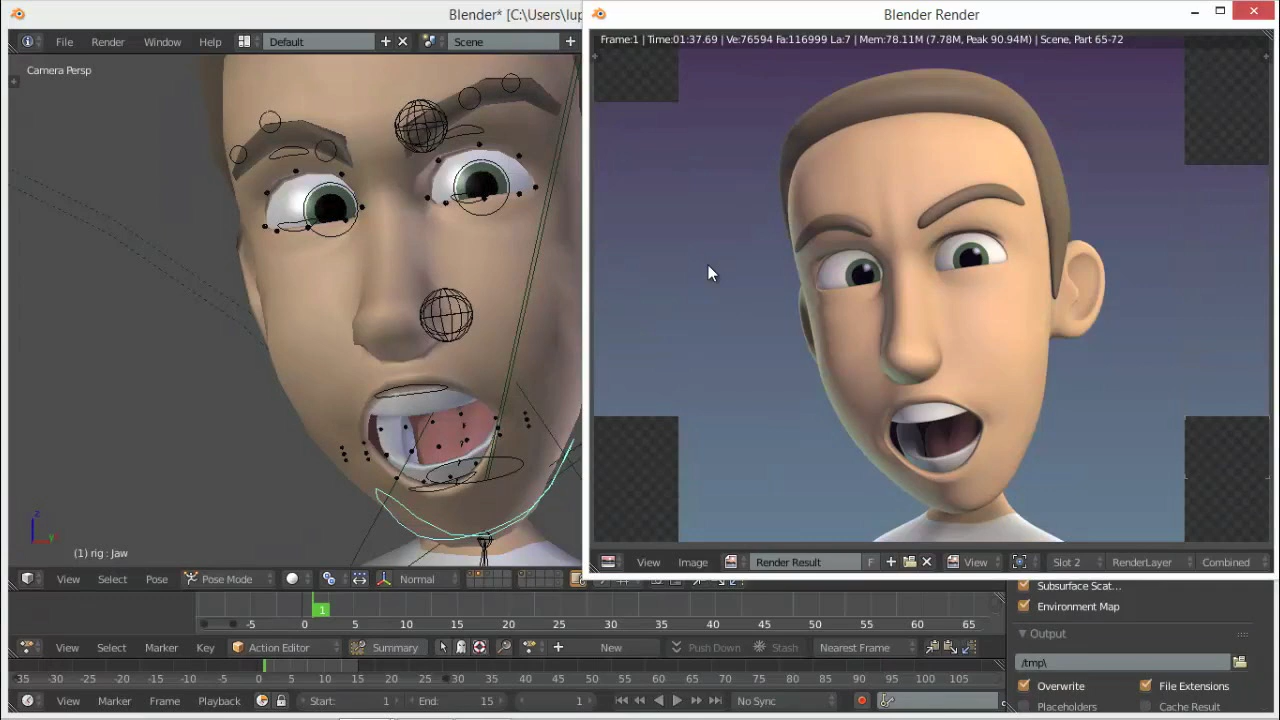 Blender* [C:\Users\lup
Blender Render
File Render Window Help Default Scene
Frame:1 | Time:01:37.69 | Ve:76594 Fa:116999 La:7 | Mem:78.11M (7.78M, Peak 90.94M) | Scene, Part 65-72
Camera Persp
z
y
(1) rig : Jaw
View Image Render Result F View Slot 2 RenderLayer Combined
View Select Pose Pose Mode Normal
Subsurface Scat...
Environment Map
1
-5 0 5 10 15 20 25 30 35 40 45 50 55 60 65
Output
View Select Marker Key Action Editor Summary New Push Down Stash Nearest Frame
/tmp\
-35 -30 -25 -20 -15 -10 -5 0 5 10 15 20 25 30 35 40 45 50 55 60 65 70 75 80 85 90 95 100 105
Overwrite File Extensions
View Marker Frame Playback Start: 1 End: 15 1 No Sync
Placeholders Cache Result